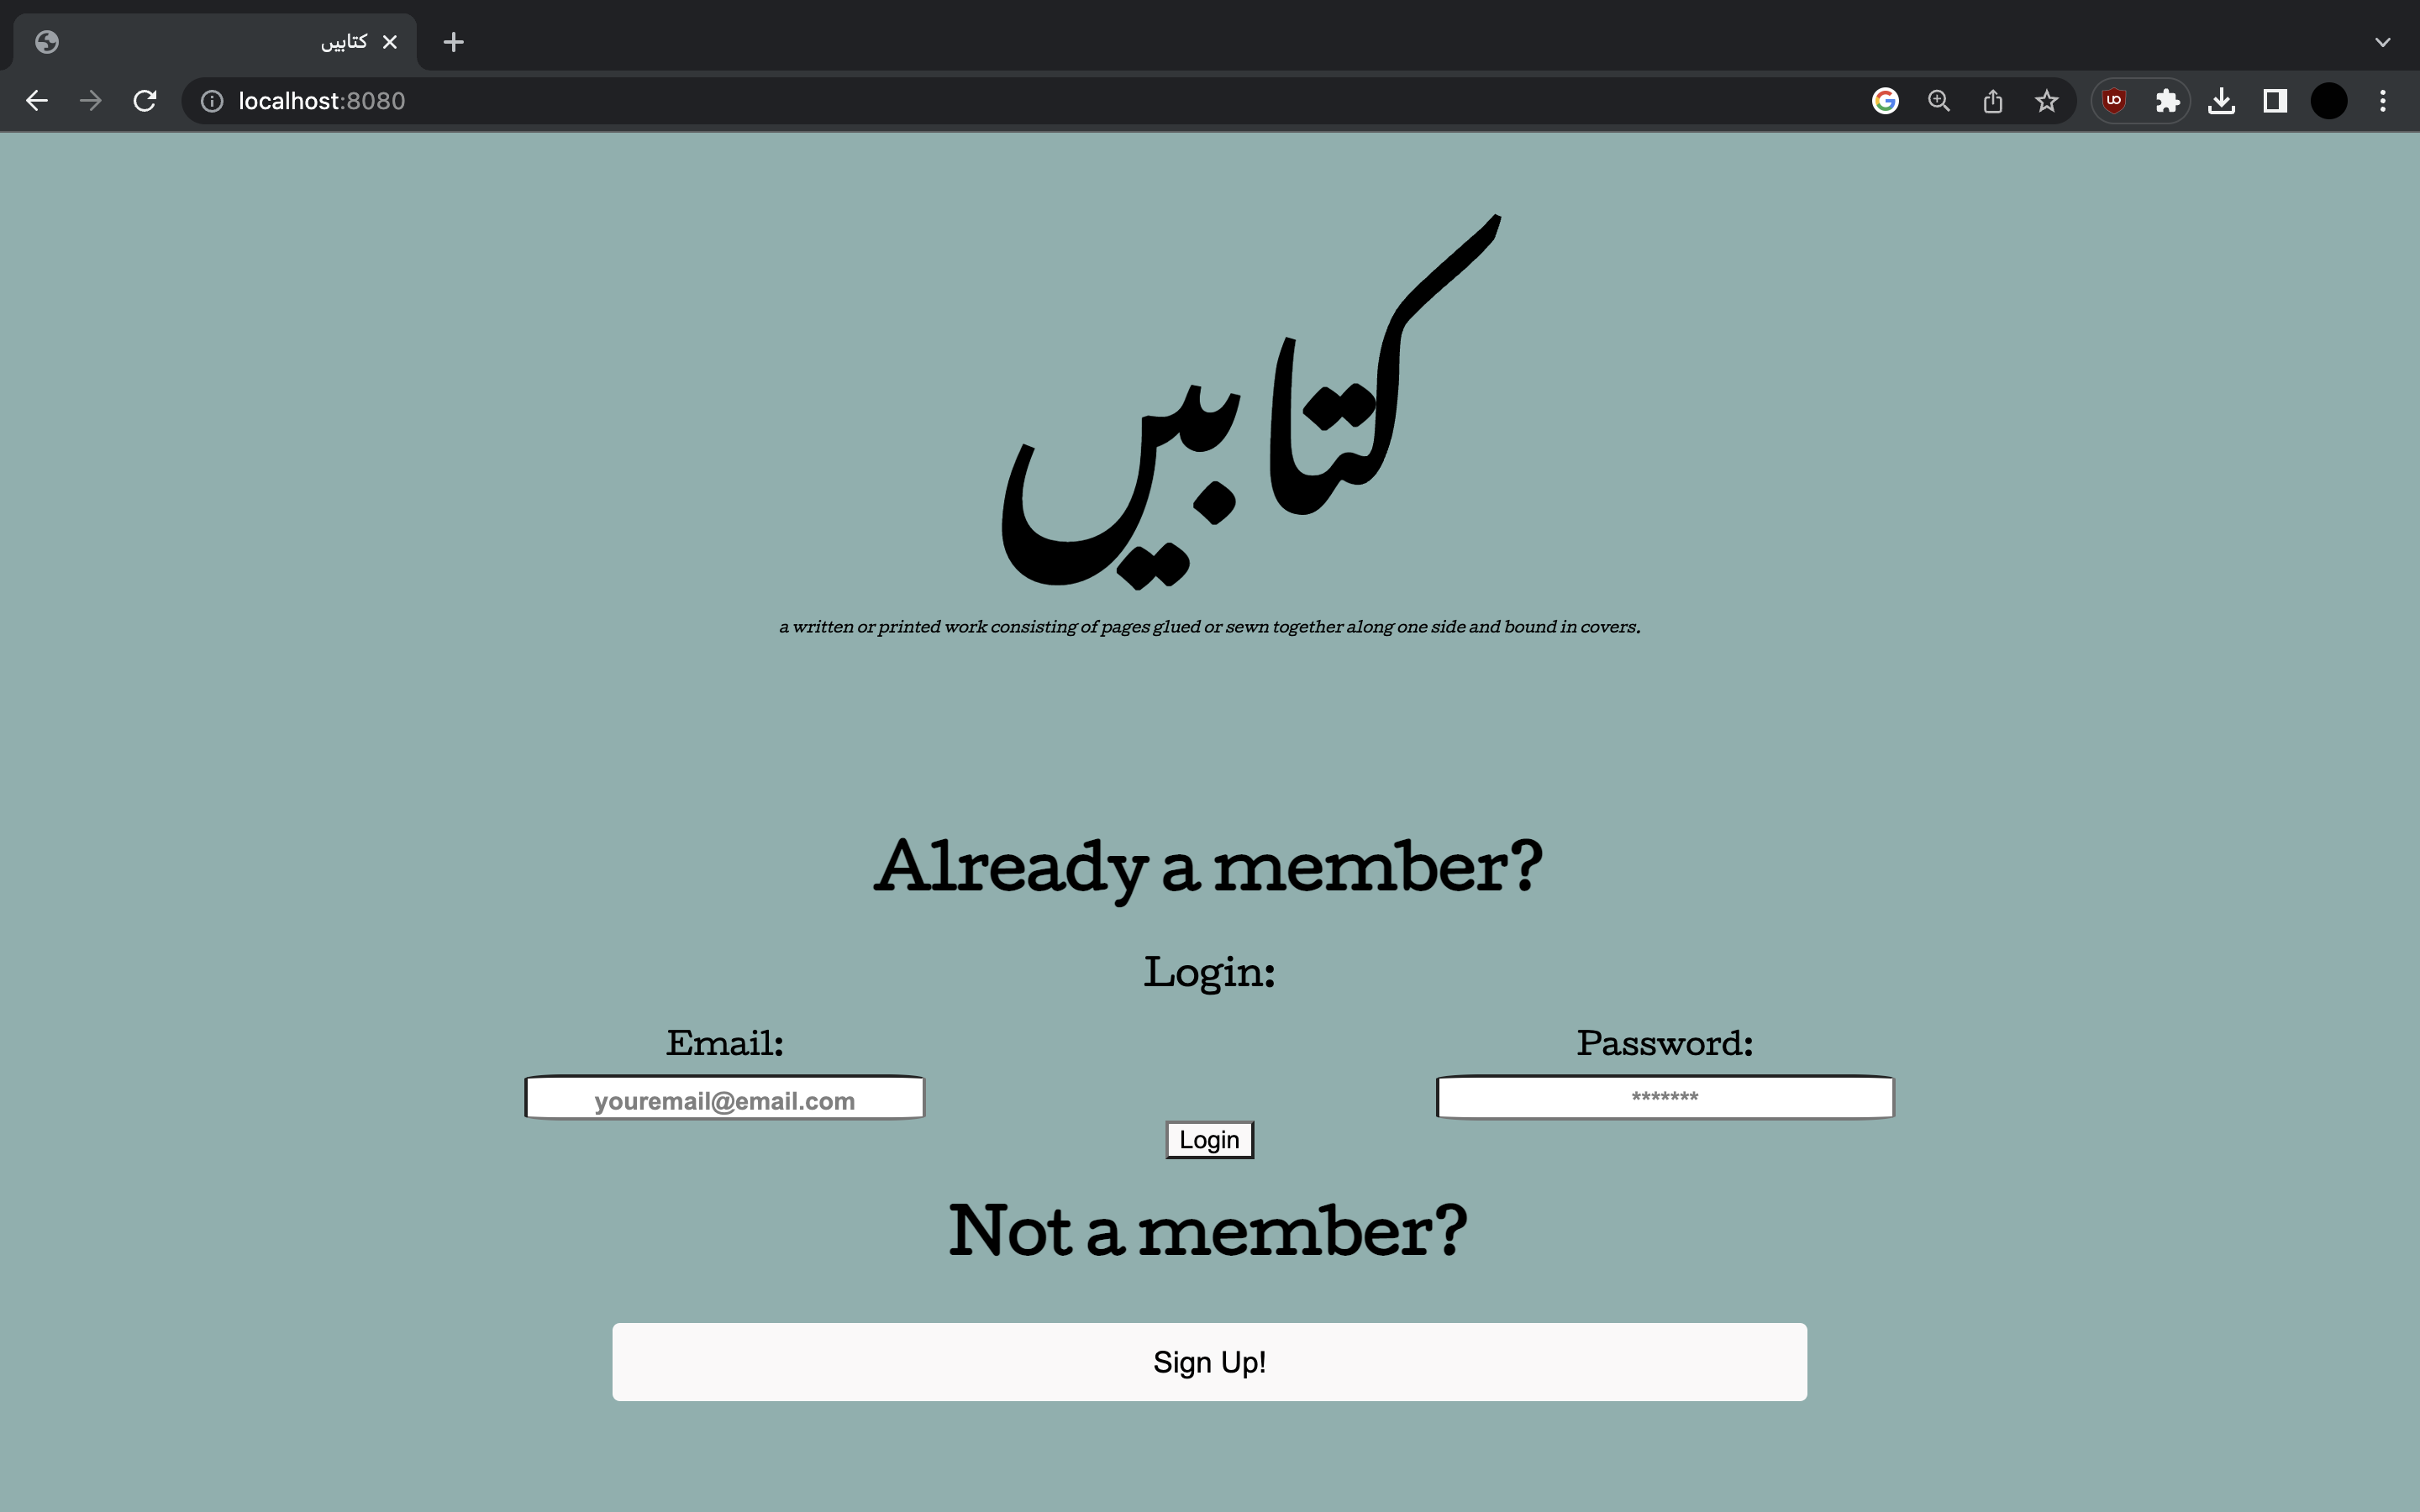 کتابیں
localhost:8080
کتابیں
a written or printed work consisting of pages glued or sewn together along one side and bound in covers.
Already a member?
Login:
Email: Password:
youremail@email.com *******
Login
Not a member?
Sign Up!